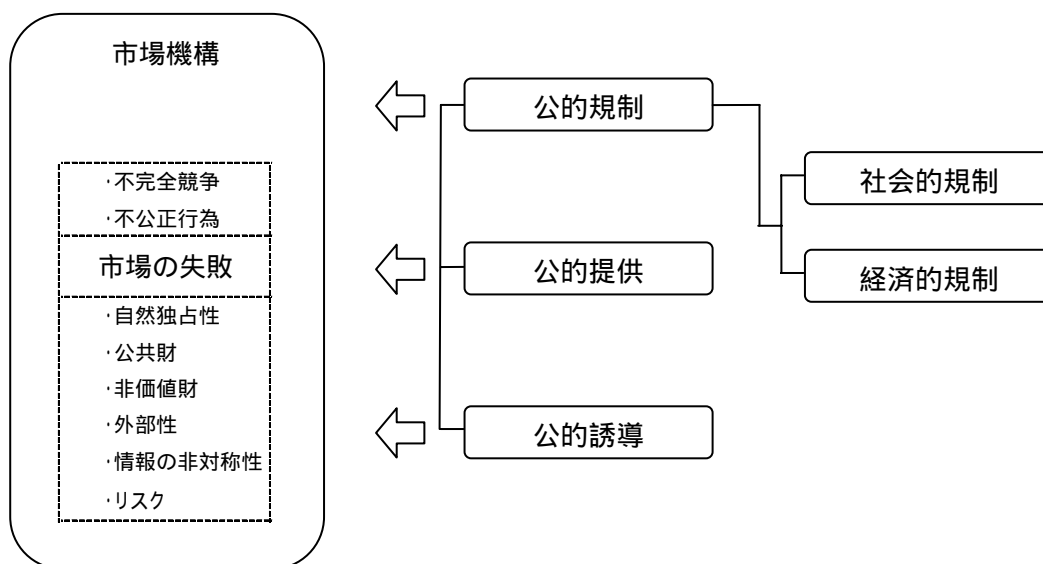 市場機構
・不完全競争
・不公正行為
市場の失敗
・自然独占性
・公共財
・非価値財
・外部性
・情報の非対称性
・リスク
公的規制
公的提供
公的誘導
社会的規制
経済的規制